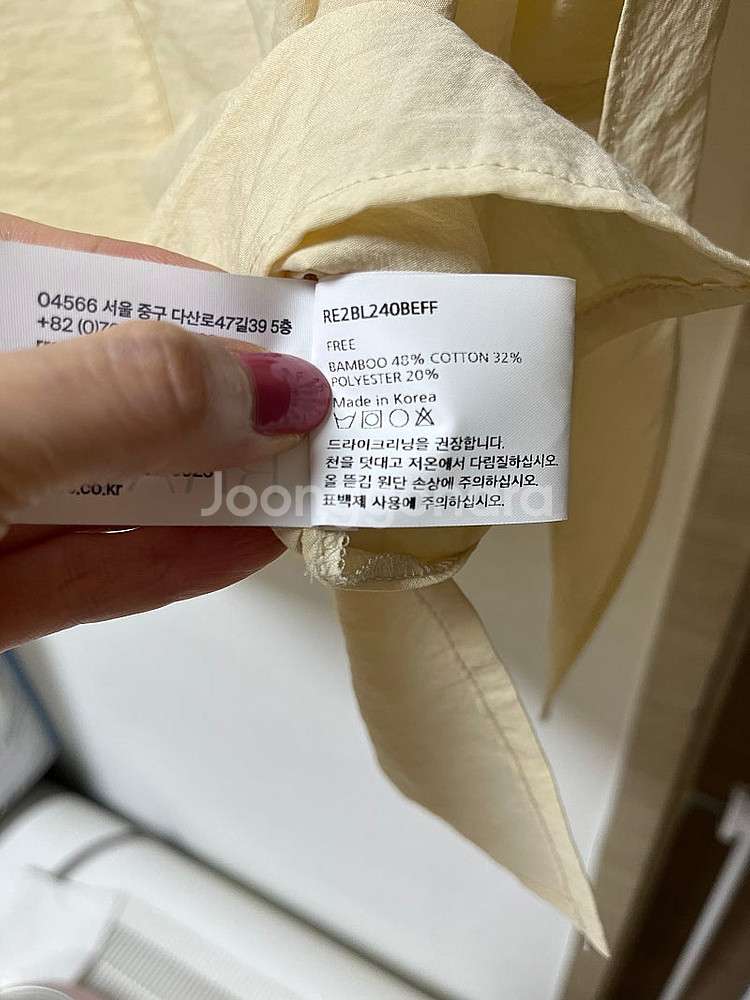 04566 서울 중구 다산로47길39 5층
+82 (0)70
.co.kr
RE2BL240BEFF
FREE
BAMBOO 48% COTTON 32%
POLYESTER 20%
Made in Korea
드라이크리닝을 권장합니다.
천을 덧대고 저온에서 다림질하십시오.
올 뜯김 원단 손상에 주의하십시오.
표백제 사용에 주의하십시오.